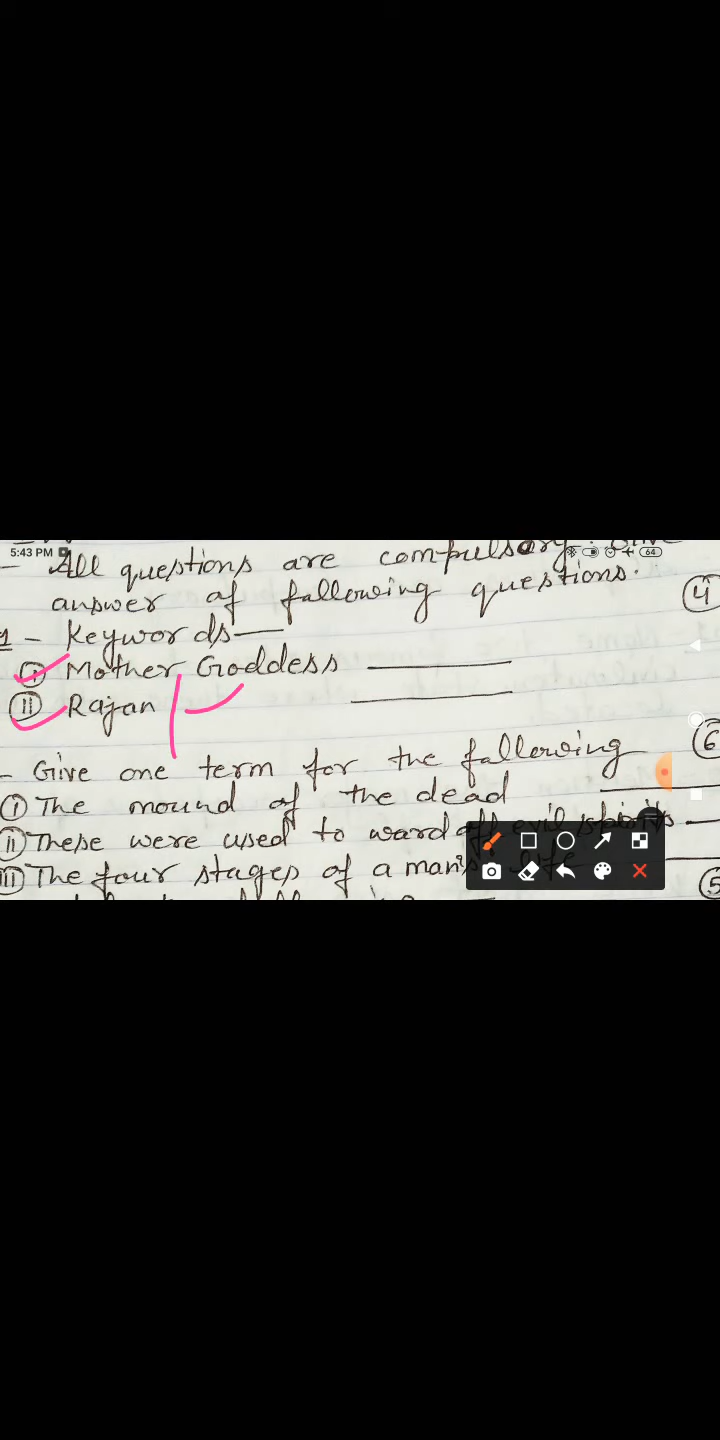 5:43 PM
64
- All questions are compulsory.
answer of following questions.
4
1 - Keywords —
i Mother Goddess
ii Rajan
6
- Give one term for the following
i The mound of the dead
ii These were used to ward off evil spirits
iii The four stages of a man's life
5